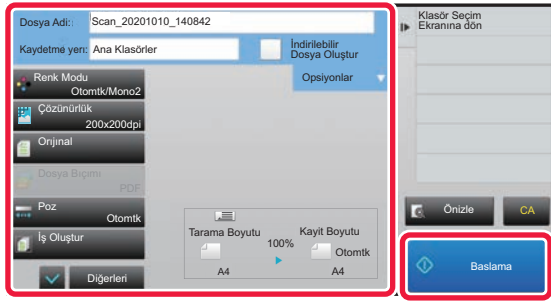 Dosya Adi:
Scan_20201010_140842
Kaydetme yeri:
Ana Klasörler
İndirilebilir
Dosya Oluştur
Opsiyonlar
Renk Modu
Otomtk/Mono2
Çözünürlük
200x200dpi
Orijinal
Dosya Biçimi
PDF
Poz
Otomtk
İş Oluştur
Diğerleri
Tarama Boyutu
100%
Kayit Boyutu
Otomtk
A4
A4
Klasör Seçim
Ekranına dön
Önizle
CA
Baslama